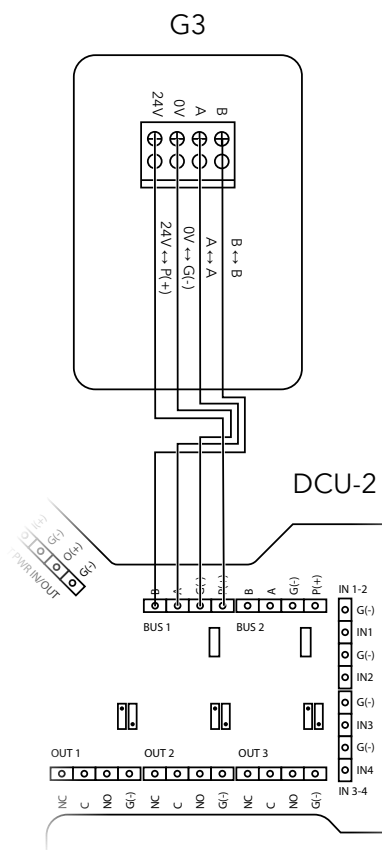 G3
24V
0V
A
B
24V ↔ P(+)
0V ↔ G(-)
A ↔ A
B ↔ B
DCU-2
G(-)
O(+)
G(-)
PWR IN/OUT
B
A
G(-)
P(+)
B
A
G(-)
P(+)
BUS 1
BUS 2
IN 1-2
G(-)
IN1
G(-)
IN2
G(-)
IN3
G(-)
IN4
IN 3-4
OUT 1
OUT 2
OUT 3
NC
C
NO
G(-)
NC
C
NO
G(-)
NC
C
NO
G(-)